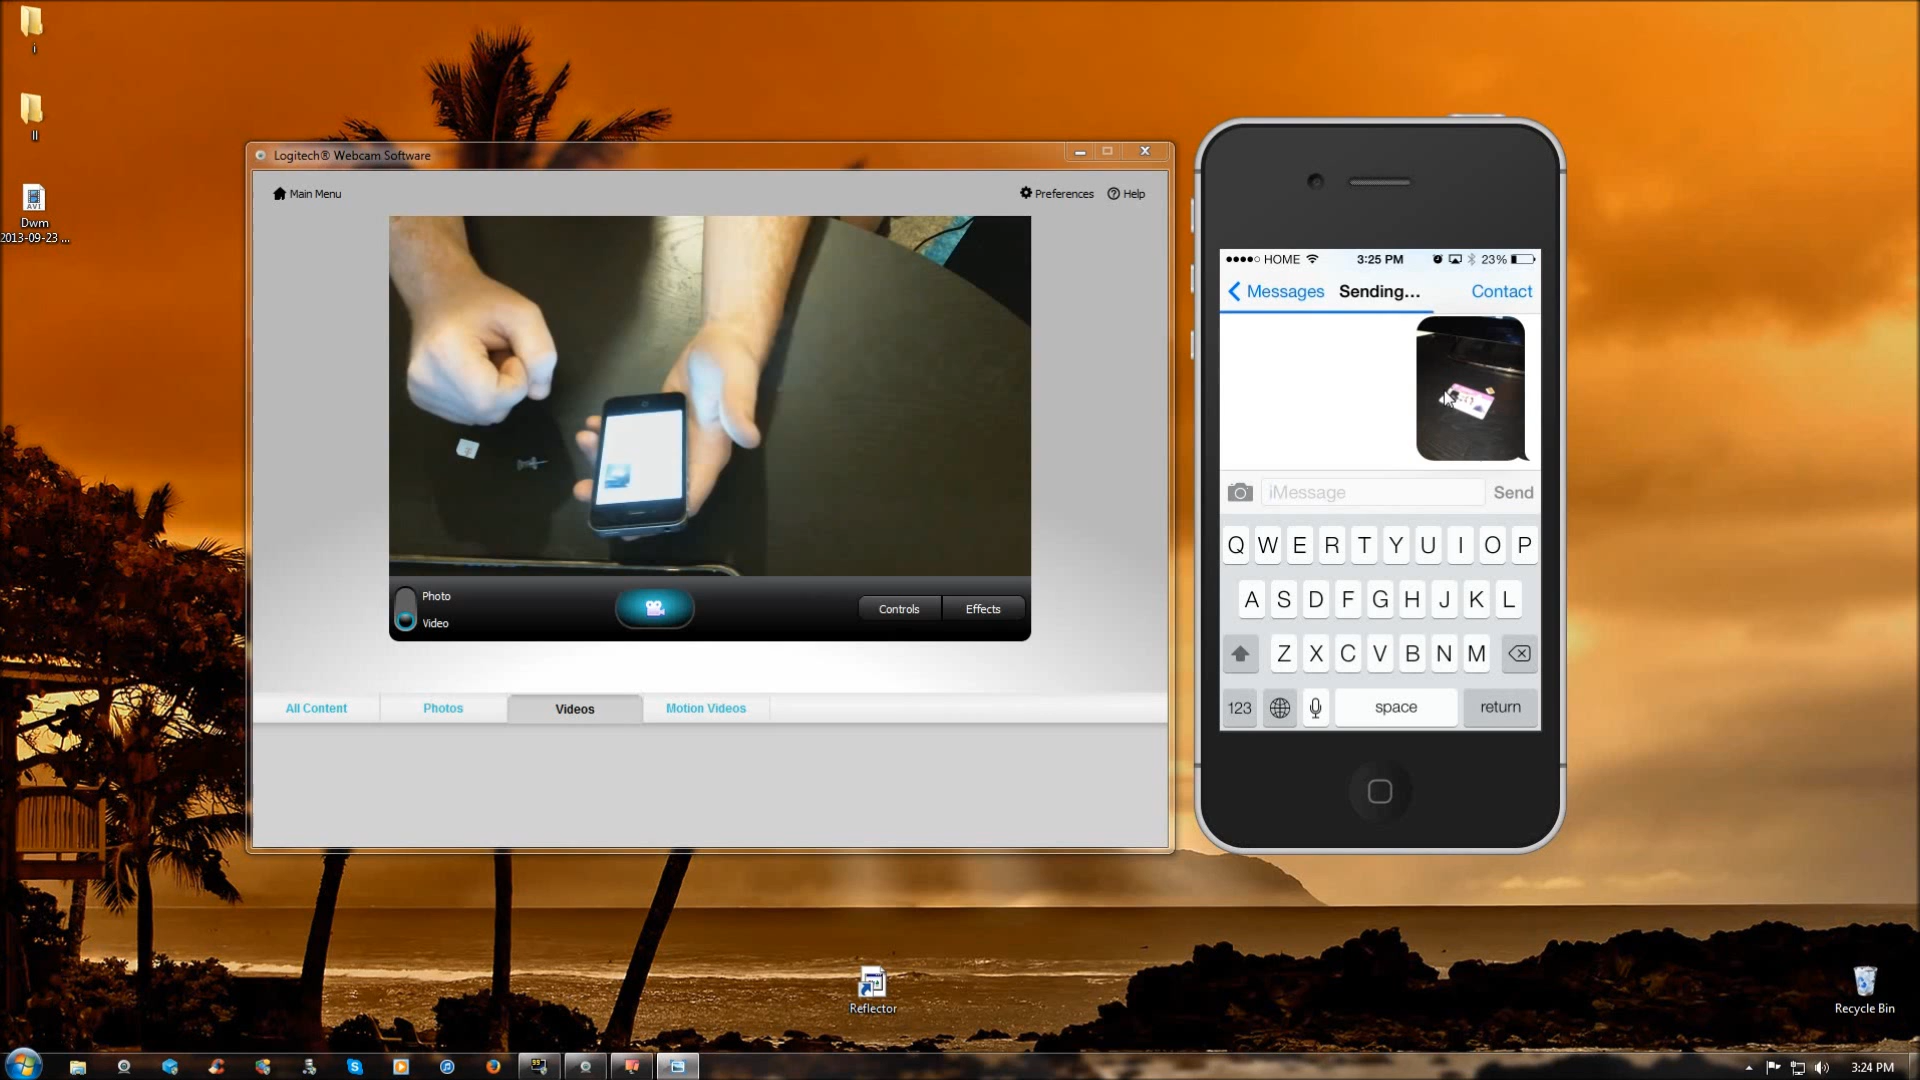 i
II
AVI
Dwm
2013-09-23 ...
Logitech® Webcam Software
Main Menu
Preferences
Help
Photo
Video
Controls
Effects
All Content
Photos
Videos
Motion Videos
HOME
3:25 PM
23%
Messages
Sending...
Contact
iMessage
Send
Q W E R T Y U I O P
A S D F G H J K L
Z X C V B N M
123
space
return
Reflector
Recycle Bin
3:24 PM